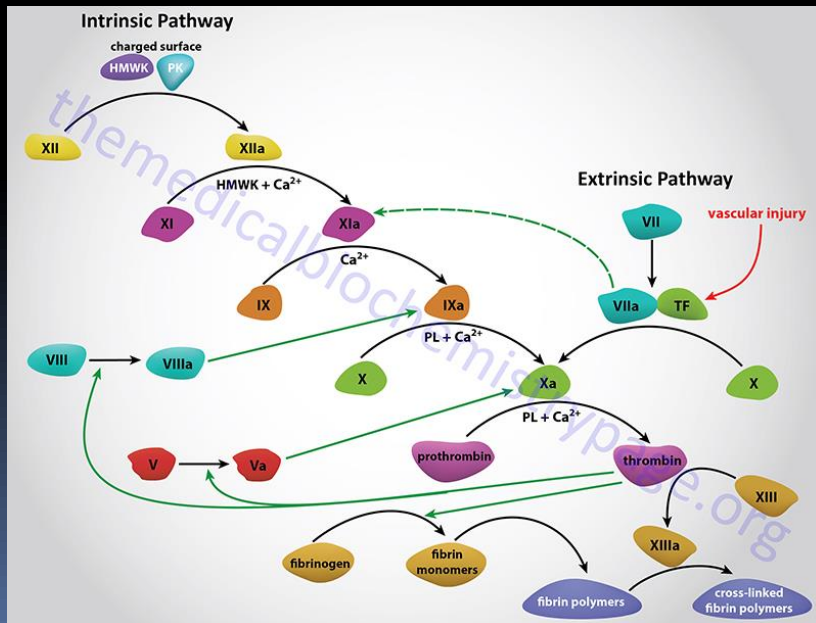 Intrinsic Pathway
charged surface
HMWK
PK
XII
XIIa
HMWK + Ca²⁺
Extrinsic Pathway
XI
XIa
VII
vascular injury
Ca²⁺
IX
IXa
VIIa
TF
PL + Ca²⁺
VIII
VIIIa
X
Xa
X
PL + Ca²⁺
V
Va
prothrombin
thrombin
XIII
XIIIa
fibrinogen
fibrin
monomers
fibrin polymers
cross-linked
fibrin polymers
themedicalbiochemistrypage.org